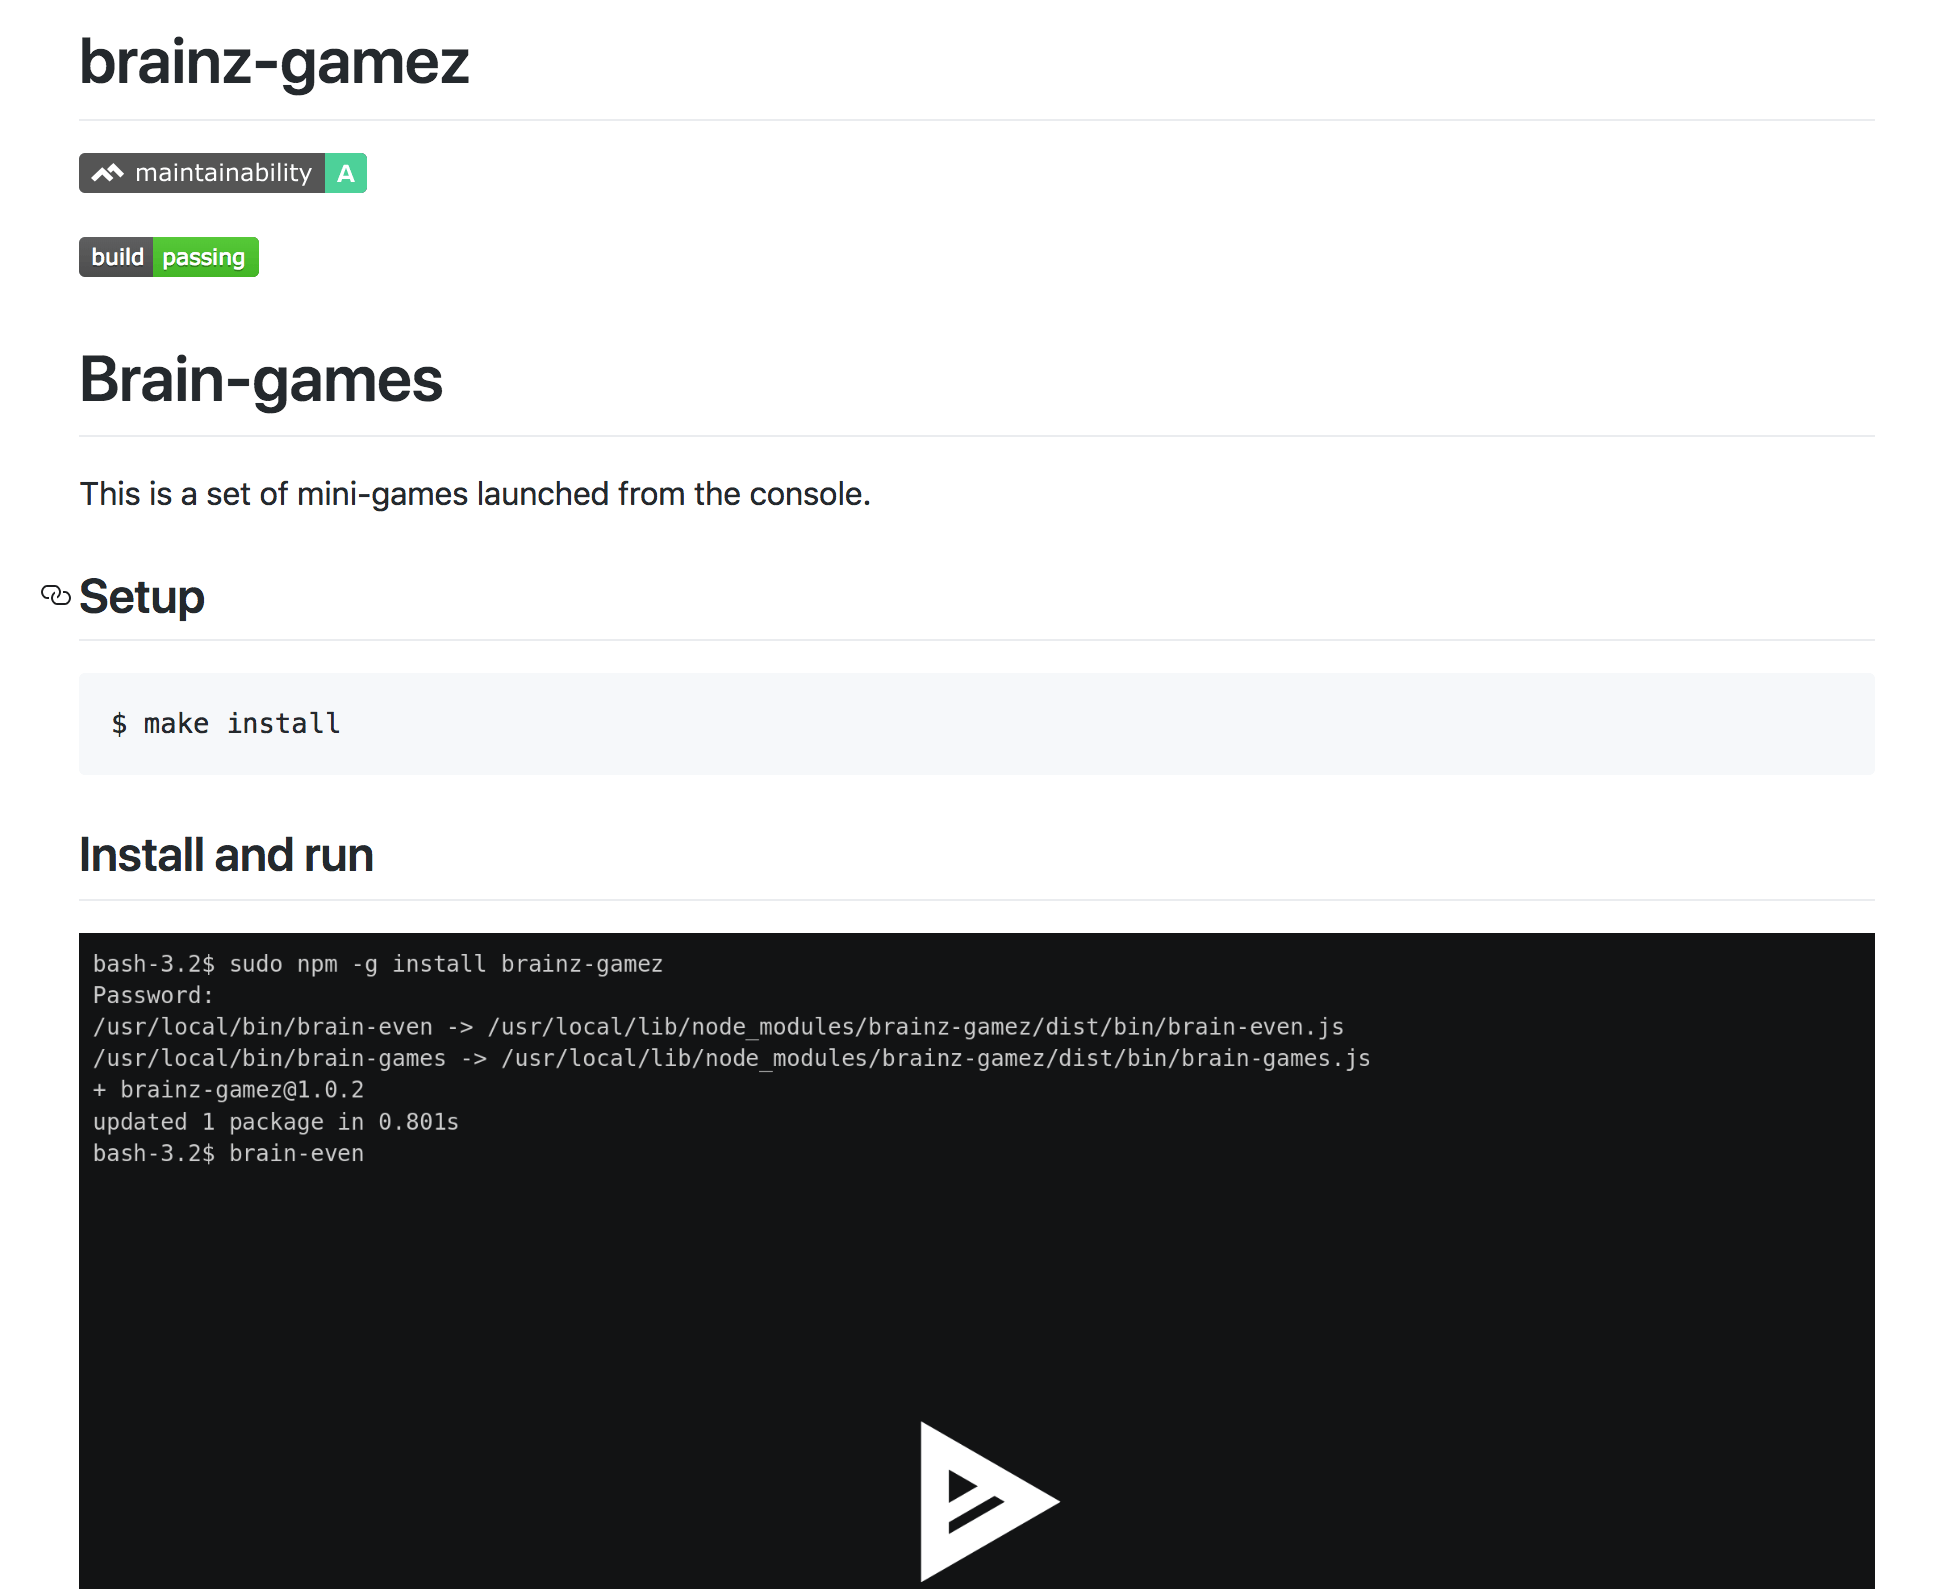 brainz-gamez
maintainability A
build passing
Brain-games
This is a set of mini-games launched from the console.
Setup
$ make install
Install and run
bash-3.2$ sudo npm -g install brainz-gamez
Password:
/usr/local/bin/brain-even -> /usr/local/lib/node_modules/brainz-gamez/dist/bin/brain-even.js
/usr/local/bin/brain-games -> /usr/local/lib/node_modules/brainz-gamez/dist/bin/brain-games.js
+ brainz-gamez@1.0.2
updated 1 package in 0.801s
bash-3.2$ brain-even